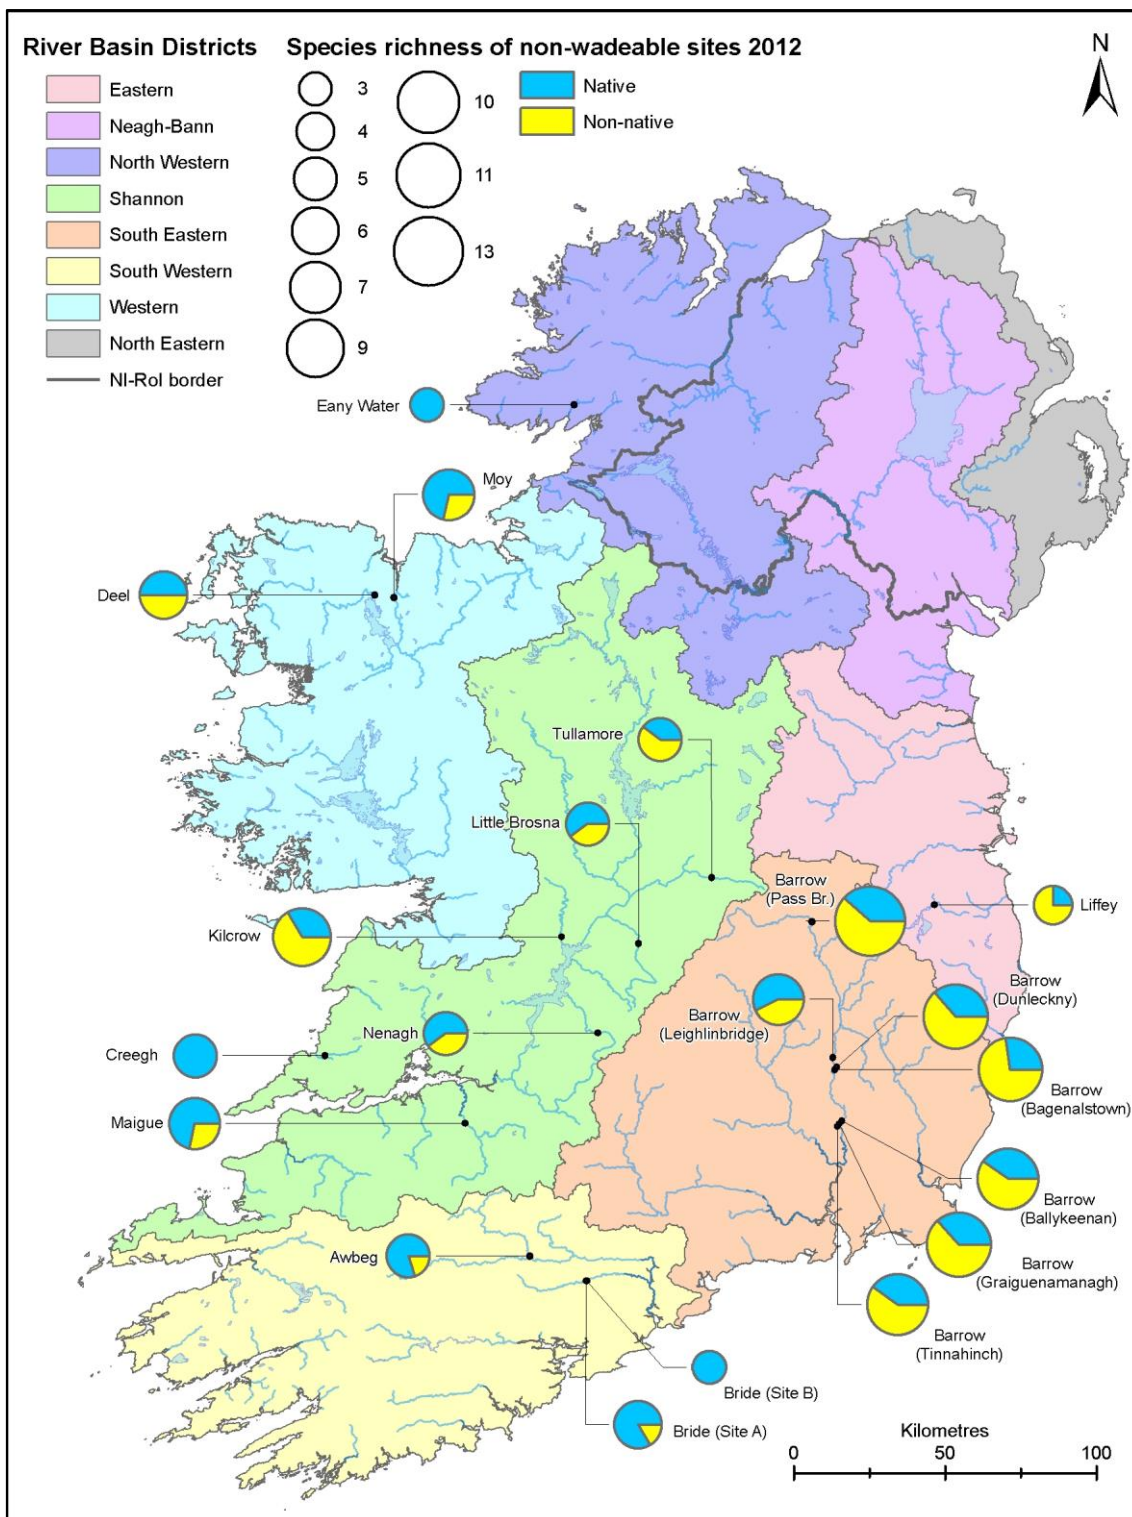 River Basin Districts
Eastern
Neagh-Bann
North Western
Shannon
South Eastern
South Western
Western
North Eastern
NI-RoI border
Species richness of non-wadeable sites 2012
3
4
5
6
7
9
10
11
13
Native
Non-native
N
Eany Water
Moy
Deel
Tullamore
Little Brosna
Barrow
(Pass Br.)
Liffey
Kilcrow
Barrow
(Dunleckny)
Barrow
(Leighlinbridge)
Nenagh
Creegh
Barrow
(Bagenalstown)
Maigue
Barrow
(Ballykeenan)
Awbeg
Barrow
(Graiguenamanagh)
Barrow
(Tinnahinch)
Bride (Site B)
Bride (Site A)
Kilometres
0
50
100